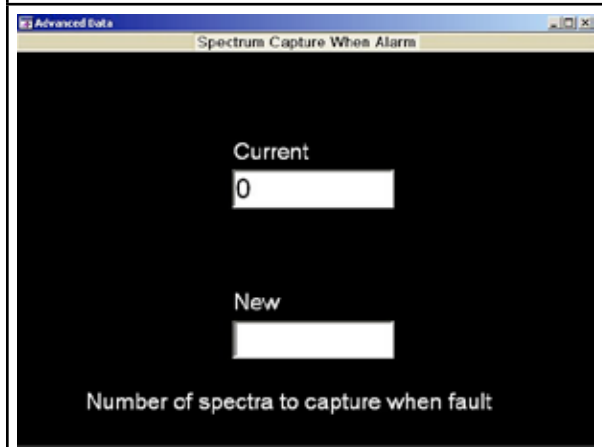 Advanced Data
Spectrum Capture When Alarm
Current
0
New
Number of spectra to capture when fault